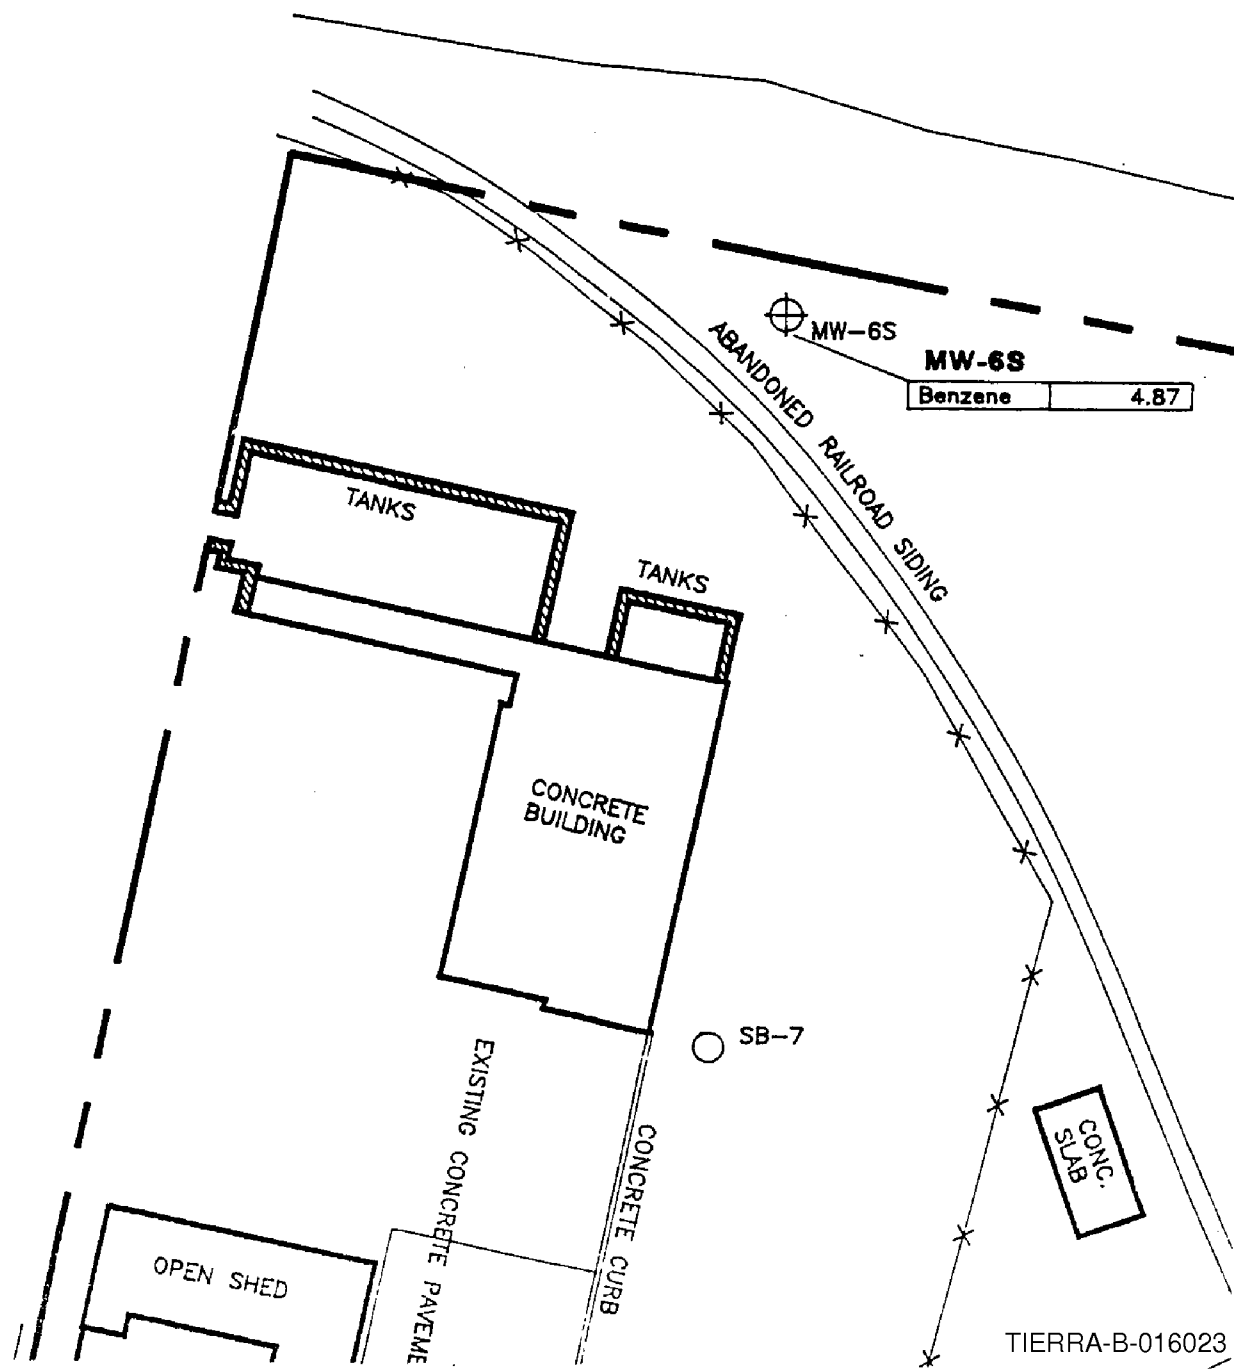 ABANDONED RAILROAD SIDING
MW-6S
MW-6S
Benzene 4.87
TANKS
TANKS
CONCRETE
BUILDING
SB-7
EXISTING CONCRETE PAVEME
CONCRETE CURB
CONC.
SLAB
OPEN SHED
TIERRA-B-016023